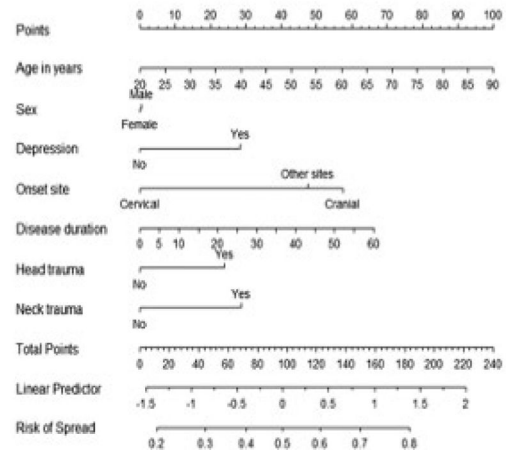 Points 0 10 20 30 40 50 60 70 80 90 100
Age in years
20 25 30 35 40 45 50 55 60 65 70 75 80 85 90
Male
Sex
Female
Yes
Depression
No
Other sites
Onset site
Cervical Cranial
Disease duration
0 5 10 20 30 40 50 60
Yes
Head trauma
No
Yes
Neck trauma
No
Total Points
0 20 40 60 80 100 120 140 160 180 200 220 240
Linear Predictor
-1.5 -1 -0.5 0 0.5 1 1.5 2
Risk of Spread
0.2 0.3 0.4 0.5 0.6 0.7 0.8